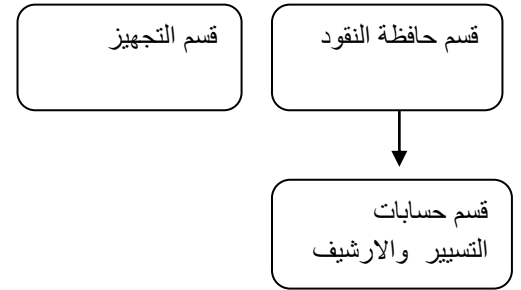 قسم حافظة النقود
قسم التجهيز
قسم حسابات
التسيير والارشيف